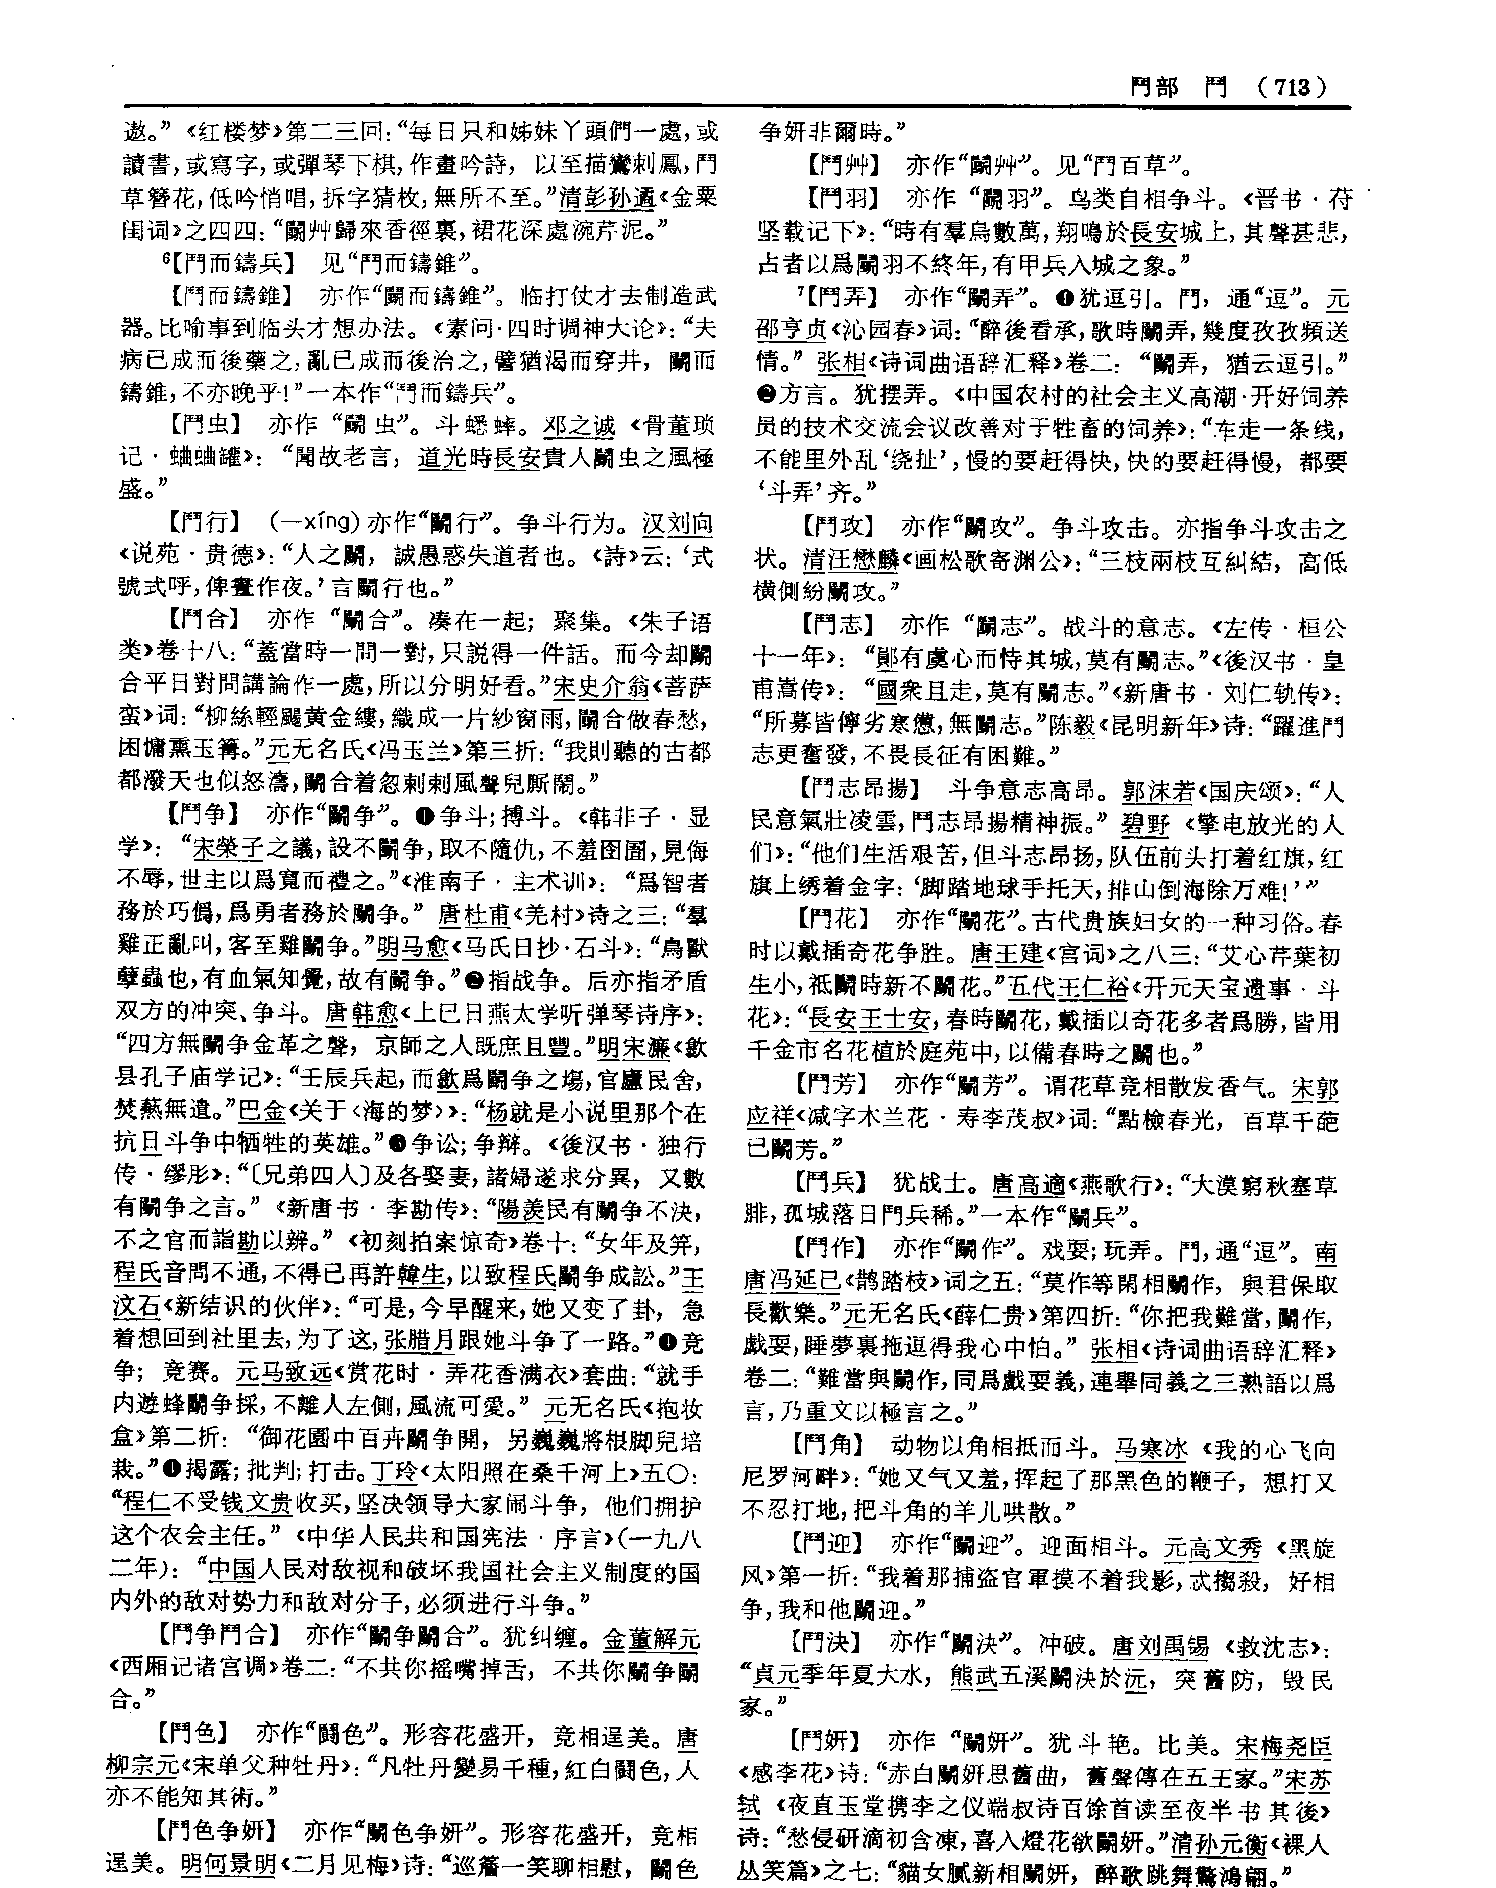 鬥部　鬥　（713）
遨。”《红楼梦》第二三回：“每日只和姊妹丫頭們一處，或
讀書，或寫字，或彈琴下棋，作畫吟詩，以至描鸞刺鳳，鬥
草簪花，低吟悄唱，拆字猜枚，無所不至。”清彭孙遹《金粟
闺词》之四四：“鬭艸歸來香徑裏，裙花深處涴芹泥。”
⁶【鬥而鑄兵】　见“鬥而鑄錐”。
【鬥而鑄錐】　亦作“鬭而鑄錐”。临打仗才去制造武
器。比喻事到临头才想办法。《素问·四时调神大论》：“夫
病已成而後藥之，亂已成而後治之，譬猶渴而穿井，鬭而
鑄錐，不亦晚乎！”一本作“鬥而鑄兵”。
【鬥虫】　亦作“鬭虫”。斗蟋蟀。邓之诚《骨董琐
记·蛐蛐罐》：“聞故老言，道光時長安貴人鬭虫之風極
盛。”
【鬥行】　（—xíng）亦作“鬭行”。争斗行为。汉刘向
《说苑·贵德》：“人之鬭，誠愚惑失道者也。《詩》云：‘式
號式呼，俾晝作夜。’言鬭行也。”
【鬥合】　亦作“鬭合”。凑在一起；聚集。《朱子语
类》卷十八：“蓋當時一問一對，只説得一件話。而今却鬭
合平日對問講論作一處，所以分明好看。”宋史介翁《菩萨
蛮》词：“柳絲輕颺黄金縷，織成一片紗窗雨，鬭合做春愁，
困慵熏玉篝。”元无名氏《冯玉兰》第三折：“我則聽的古都
都潑天也似怒濤，鬭合着忽剌剌風聲兒厮鬧。”
【鬥争】　亦作“鬭争”。❶争斗；搏斗。《韩非子·显
学》：“宋榮子之議，設不鬭争，取不隨仇，不羞囹圄，見侮
不辱，世主以爲寬而禮之。”《淮南子·主术训》：“爲智者
務於巧僞，爲勇者務於鬭争。”唐杜甫《羌村》诗之三：“羣
雞正亂叫，客至雞鬭争。”明马愈《马氏日抄·石斗》：“鳥獸
孽蟲也，有血氣知覺，故有鬭争。”❷指战争。后亦指矛盾
双方的冲突、争斗。唐韩愈《上巳日燕太学听弹琴诗序》：
“四方無鬭争金革之聲，京師之人既庶且豐。”明宋濂《歙
县孔子庙学记》：“壬辰兵起，而歙爲鬭争之塲，官廬民舍，
焚爇無遺。”巴金《关于〈海的梦〉》：“杨就是小说里那个在
抗日斗争中牺牲的英雄。”❸争讼；争辩。《後汉书·独行
传·缪肜》：“〔兄弟四人〕及各娶妻，諸婦遂求分異，又數
有鬭争之言。”《新唐书·李勘传》：“陽羨民有鬭争不決，
不之官而詣勘以辨。”《初刻拍案惊奇》卷十：“女年及笄，
程氏音問不通，不得已再許韓生，以致程氏鬭争成訟。”王
汶石《新结识的伙伴》：“可是，今早醒来，她又变了卦，急
着想回到社里去，为了这，张腊月跟她斗争了一路。”❹竞
争；竞赛。元马致远《赏花时·弄花香满衣》套曲：“就手
内遊蜂鬭争採，不離人左側，風流可愛。”元无名氏《抱妆
盒》第二折：“御花園中百卉鬭争開，另巍巍將根脚兒培
栽。”❺揭露；批判；打击。丁玲《太阳照在桑干河上》五〇：
“程仁不受钱文贵收买，坚决领导大家闹斗争，他们拥护
这个农会主任。”《中华人民共和国宪法·序言》（一九八
二年）：“中国人民对敌视和破坏我国社会主义制度的国
内外的敌对势力和敌对分子，必须进行斗争。”
【鬥争鬥合】　亦作“鬭争鬭合”。犹纠缠。金董解元
《西厢记诸宫调》卷二：“不共你摇嘴掉舌，不共你鬭争鬭
合。”
【鬥色】　亦作“鬪色”。形容花盛开，竞相逞美。唐
柳宗元《宋单父种牡丹》：“凡牡丹變易千種，紅白鬪色，人
亦不能知其術。”
【鬥色争妍】　亦作“鬭色争妍”。形容花盛开，竞相
逞美。明何景明《二月见梅》诗：“巡簷一笑聊相慰，鬭色
争妍非爾時。”
【鬥艸】　亦作“鬭艸”。见“鬥百草”。
【鬥羽】　亦作“鬭羽”。鸟类自相争斗。《晋书·苻
坚载记下》：“時有羣烏數萬，翔鳴於長安城上，其聲甚悲，
占者以爲鬭羽不終年，有甲兵入城之象。”
⁷【鬥弄】　亦作“鬭弄”。❶犹逗引。鬥，通“逗”。元
邵亨贞《沁园春》词：“醉後看承，歌時鬭弄，幾度孜孜頻送
情。”张相《诗词曲语辞汇释》卷二：“鬭弄，猶云逗引。”
❷方言。犹摆弄。《中国农村的社会主义高潮·开好饲养
员的技术交流会议改善对于牲畜的饲养》：“车走一条线，
不能里外乱‘绕扯’，慢的要赶得快，快的要赶得慢，都要
‘斗弄’齐。”
【鬥攻】　亦作“鬭攻”。争斗攻击。亦指争斗攻击之
状。清汪懋麟《画松歌寄渊公》：“三枝兩枝互糾結，高低
横側紛鬭攻。”
【鬥志】　亦作“鬭志”。战斗的意志。《左传·桓公
十一年》：“鄖有虞心而恃其城，莫有鬭志。”《後汉书·皇
甫嵩传》：“國衆且走，莫有鬭志。”《新唐书·刘仁轨传》：
“所募皆儜劣寒憊，無鬭志。”陈毅《昆明新年》诗：“躍進鬥
志更奮發，不畏長征有困難。”
【鬥志昂揚】　斗争意志高昂。郭沫若《国庆颂》：“人
民意氣壯凌雲，鬥志昂揚精神振。”碧野《擎电放光的人
们》：“他们生活艰苦，但斗志昂扬，队伍前头打着红旗，红
旗上绣着金字：‘脚踏地球手托天，排山倒海除万难！’”
【鬥花】　亦作“鬭花”。古代贵族妇女的一种习俗。春
时以戴插奇花争胜。唐王建《宫词》之八三：“艾心芹葉初
生小，祗鬭時新不鬭花。”五代王仁裕《开元天宝遗事·斗
花》：“長安王士安，春時鬭花，戴插以奇花多者爲勝，皆用
千金市名花植於庭苑中，以備春時之鬭也。”
【鬥芳】　亦作“鬭芳”。谓花草竞相散发香气。宋郭
应祥《减字木兰花·寿李茂叔》词：“點檢春光，百草千葩
已鬭芳。”
【鬥兵】　犹战士。唐高適《燕歌行》：“大漠窮秋塞草
腓，孤城落日鬥兵稀。”一本作“鬭兵”。
【鬥作】　亦作“鬭作”。戏耍；玩弄。鬥，通“逗”。南
唐冯延巳《鹊踏枝》词之五：“莫作等閑相鬭作，與君保取
長歡樂。”元无名氏《薛仁贵》第四折：“你把我難當，鬭作，
戲耍，睡夢裏拖逗得我心中怕。”张相《诗词曲语辞汇释》
卷二：“難當與鬭作，同爲戲耍義，連舉同義之三熟語以爲
言，乃重文以極言之。”
【鬥角】　动物以角相抵而斗。马寒冰《我的心飞向
尼罗河畔》：“她又气又羞，挥起了那黑色的鞭子，想打又
不忍打地，把斗角的羊儿哄散。”
【鬥迎】　亦作“鬭迎”。迎面相斗。元高文秀《黑旋
风》第一折：“我着那捕盗官軍摸不着我影，忒搊殺，好相
争，我和他鬭迎。”
【鬥決】　亦作“鬭決”。冲破。唐刘禹锡《救沈志》：
“貞元季年夏大水，熊武五溪鬭決於沅，突舊防，毁民
家。”
【鬥妍】　亦作“鬭妍”。犹斗艳。比美。宋梅尧臣
《感李花》诗：“赤白鬭妍思舊曲，舊聲傳在五王家。”宋苏
轼《夜直玉堂携李之仪端叔诗百馀首读至夜半书其後》
诗：“愁侵研滴初含凍，喜入燈花欲鬭妍。”清孙元衡《裸人
丛笑篇》之七：“貓女腻新相鬭妍，醉歌跳舞驚鴻翩。”